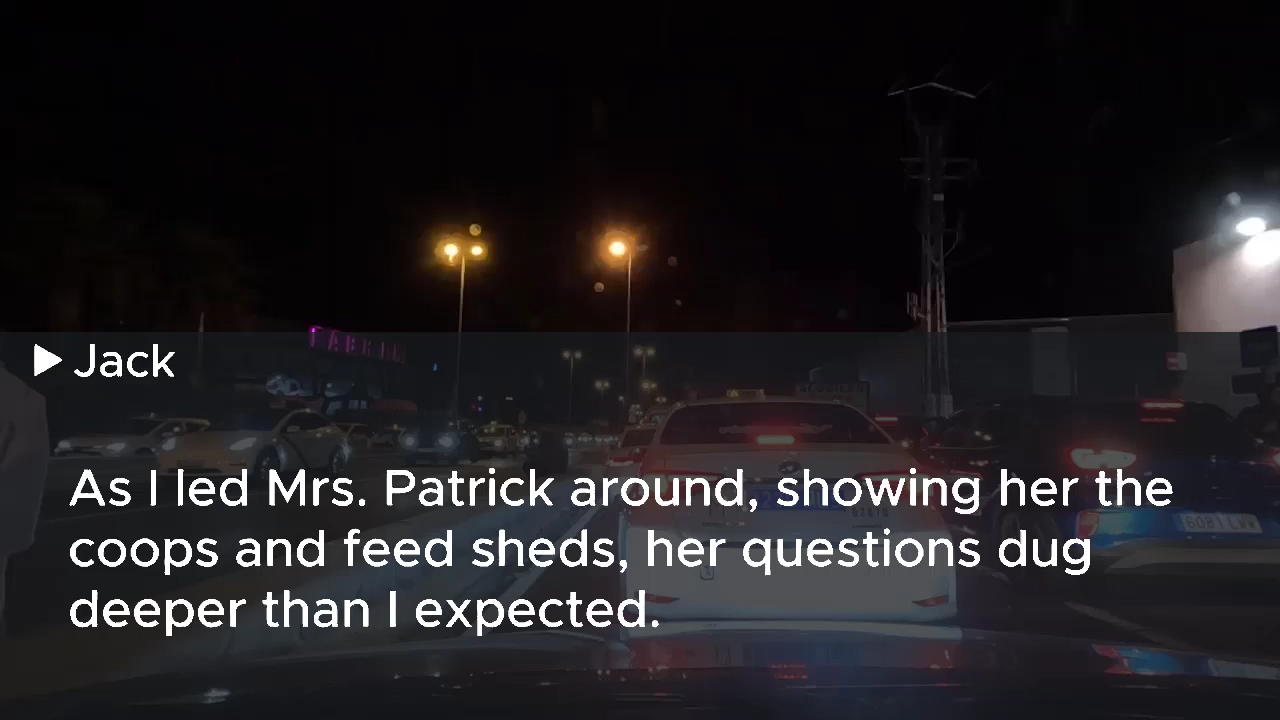 Jack
As I led Mrs. Patrick around, showing her the
coops and feed sheds, her questions dug
deeper than I expected.